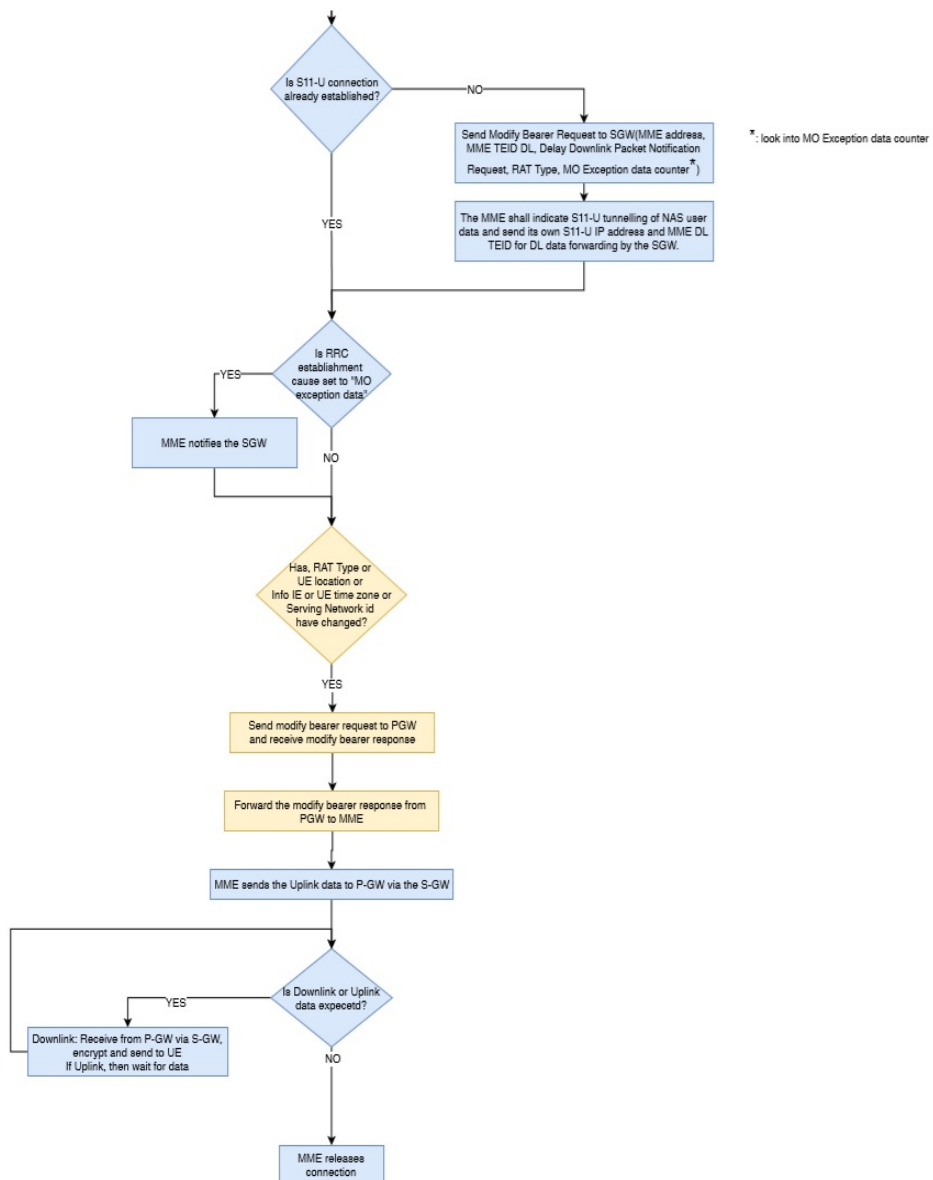 Is S11-U connection
already established?
NO
Send Modify Bearer Request to SGW(MME address,
MME TEID DL, Delay Downlink Packet Notification
Request, RAT Type, MO Exception data counter*)
*: look into MO Exception data counter
YES
The MME shall indicate S11-U tunnelling of NAS user
data and send its own S11-U IP address and MME DL
TEID for DL data forwarding by the SGW.
Is RRC
establishment
cause set to "MO
exception data"
YES
MME notifies the SGW
NO
Has, RAT Type or
UE location or
Info IE or UE time zone or
Serving Network id
have changed?
YES
Send modify bearer request to PGW
and receive modify bearer response
Forward the modify bearer response from
PGW to MME
MME sends the Uplink data to P-GW via the S-GW
Is Downlink or Uplink
data expecetd?
YES
Downlink: Receive from P-GW via S-GW,
encrypt and send to UE
If Uplink, then wait for data
NO
MME releases
connection